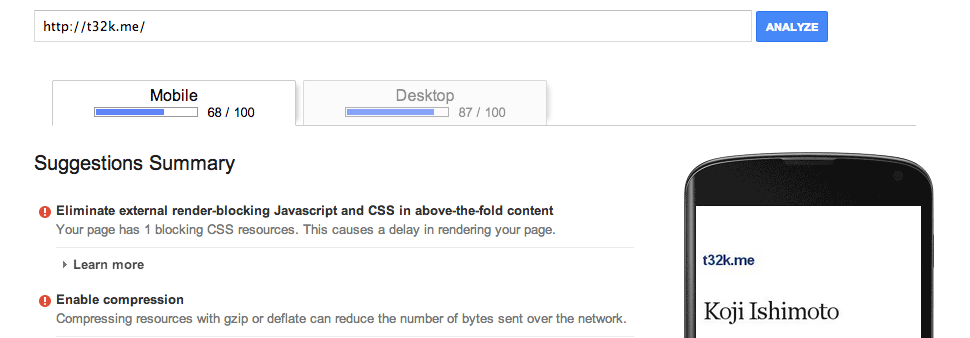 http://t32k.me/
ANALYZE
Mobile
68 / 100
Desktop
87 / 100
Suggestions Summary
Eliminate external render-blocking Javascript and CSS in above-the-fold content
Your page has 1 blocking CSS resources. This causes a delay in rendering your page.
Learn more
Enable compression
Compressing resources with gzip or deflate can reduce the number of bytes sent over the network.
t32k.me
Koji Ishimoto